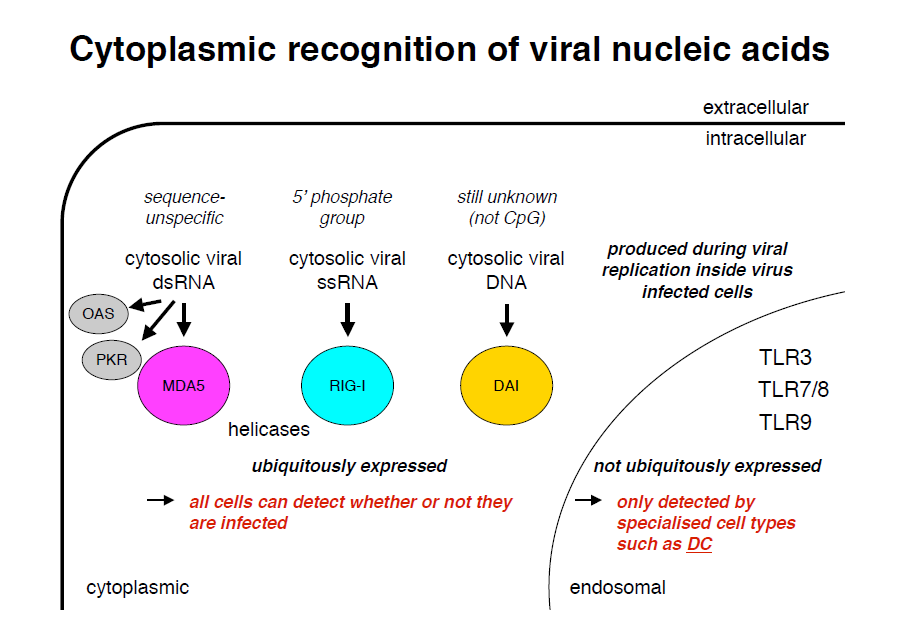 Cytoplasmic recognition of viral nucleic acids
extracellular
intracellular
sequence-
unspecific
5’ phosphate
group
still unknown
(not CpG)
cytosolic viral
dsRNA
cytosolic viral
ssRNA
cytosolic viral
DNA
produced during viral
replication inside virus
infected cells
OAS
PKR
MDA5
RIG-I
DAI
helicases
TLR3
TLR7/8
TLR9
ubiquitously expressed
all cells can detect whether or not they
are infected
not ubiquitously expressed
only detected by
specialised cell types
such as DC
cytoplasmic
endosomal